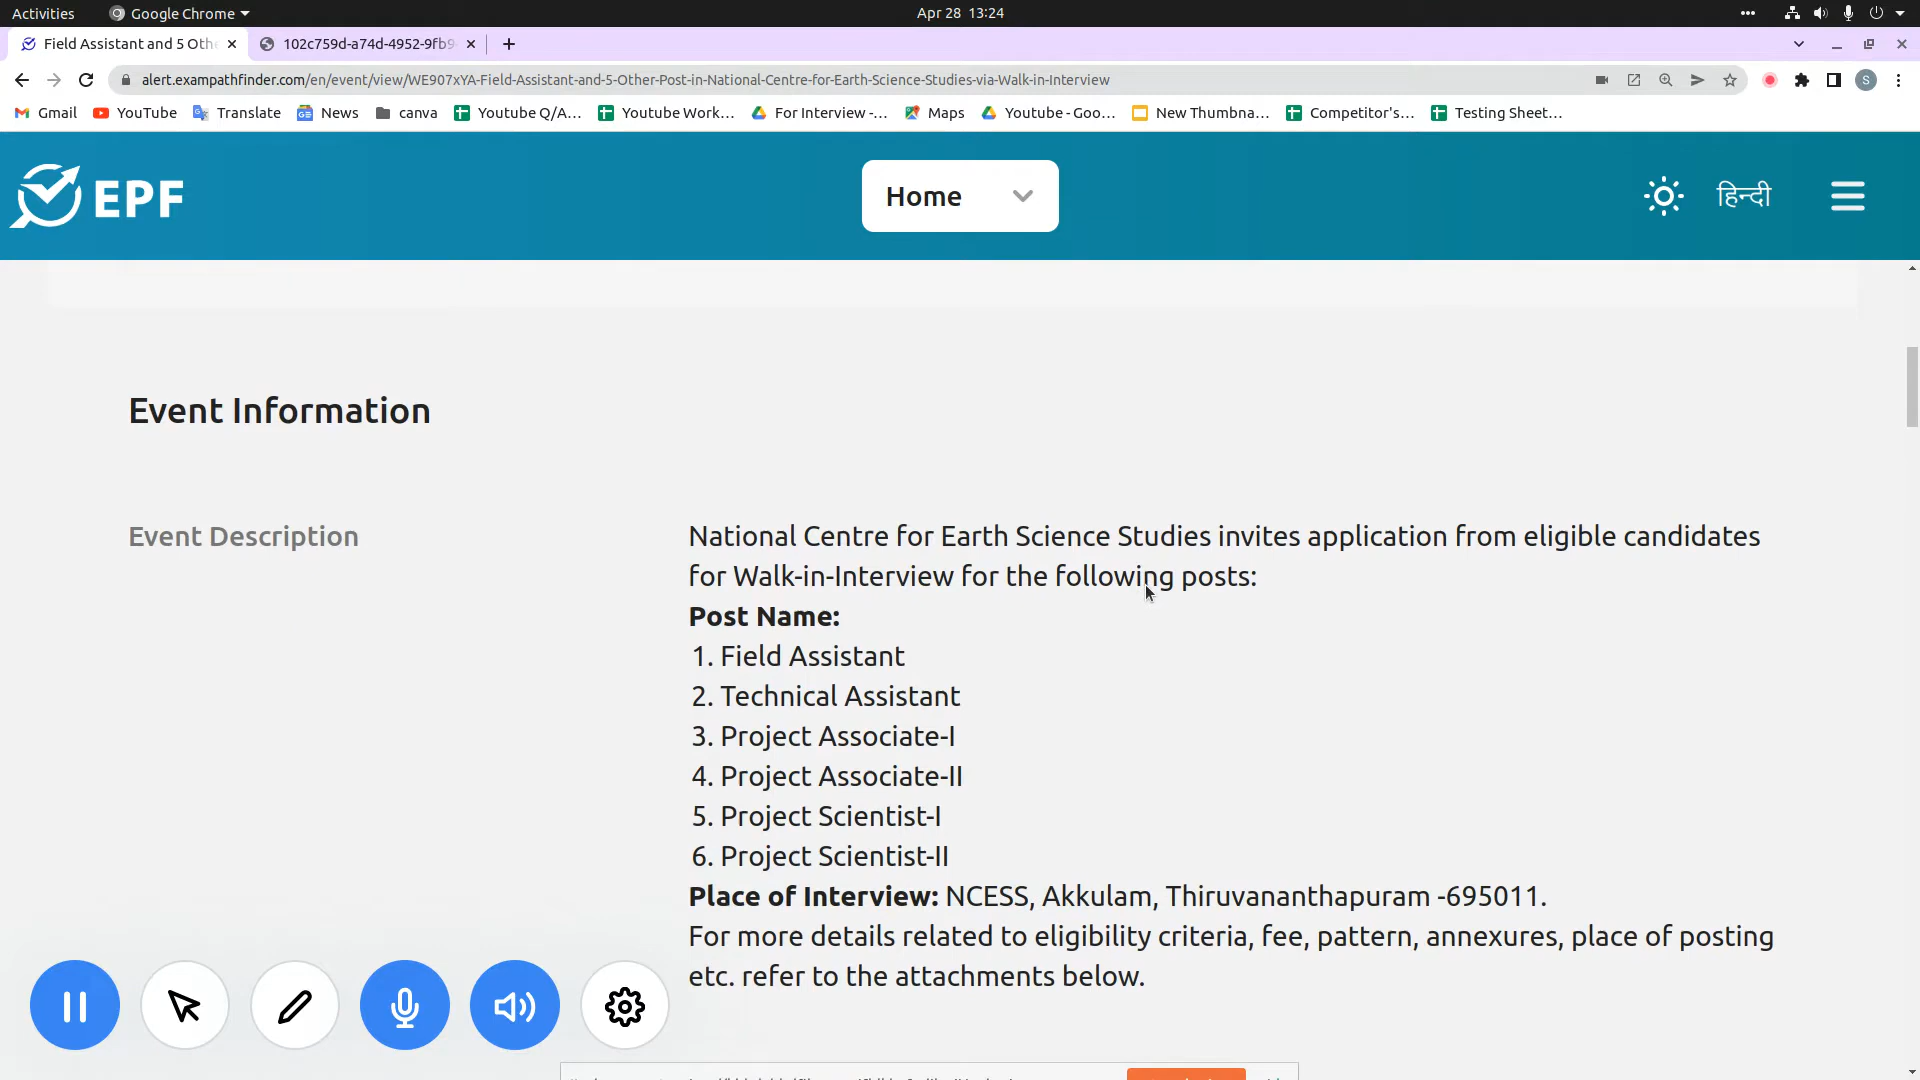 Activities Google Chrome Apr 28 13:24
Field Assistant and 5 Othe 102c759d-a74d-4952-9fb9-
alert.exampathfinder.com/en/event/view/WE907xYA-Field-Assistant-and-5-Other-Post-in-National-Centre-for-Earth-Science-Studies-via-Walk-in-Interview S
Gmail YouTube Translate News canva Youtube Q/A... Youtube Work... For Interview -... Maps Youtube - Goo... New Thumbna... Competitor's... Testing Sheet...
EPF Home हिन्दी
Event Information
Event Description
National Centre for Earth Science Studies invites application from eligible candidates
for Walk-in-Interview for the following posts:
Post Name:
1. Field Assistant
2. Technical Assistant
3. Project Associate-I
4. Project Associate-II
5. Project Scientist-I
6. Project Scientist-II
Place of Interview: NCESS, Akkulam, Thiruvananthapuram -695011.
For more details related to eligibility criteria, fee, pattern, annexures, place of posting
etc. refer to the attachments below.